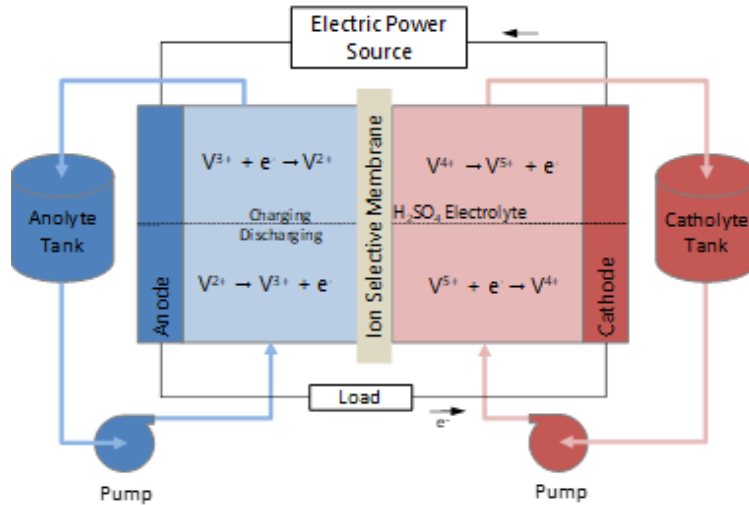 Electric Power
Source
V³⁺ + e⁻ → V²⁺
V⁴⁺ → V⁵⁺ + e⁻
Anolyte
Tank
Charging
Discharging
Ion Selective Membrane
H₂SO₄ Electrolyte
Catholyte
Tank
V²⁺ → V³⁺ + e⁻
V⁵⁺ + e⁻ → V⁴⁺
Anode
Cathode
Load
e⁻
Pump
Pump